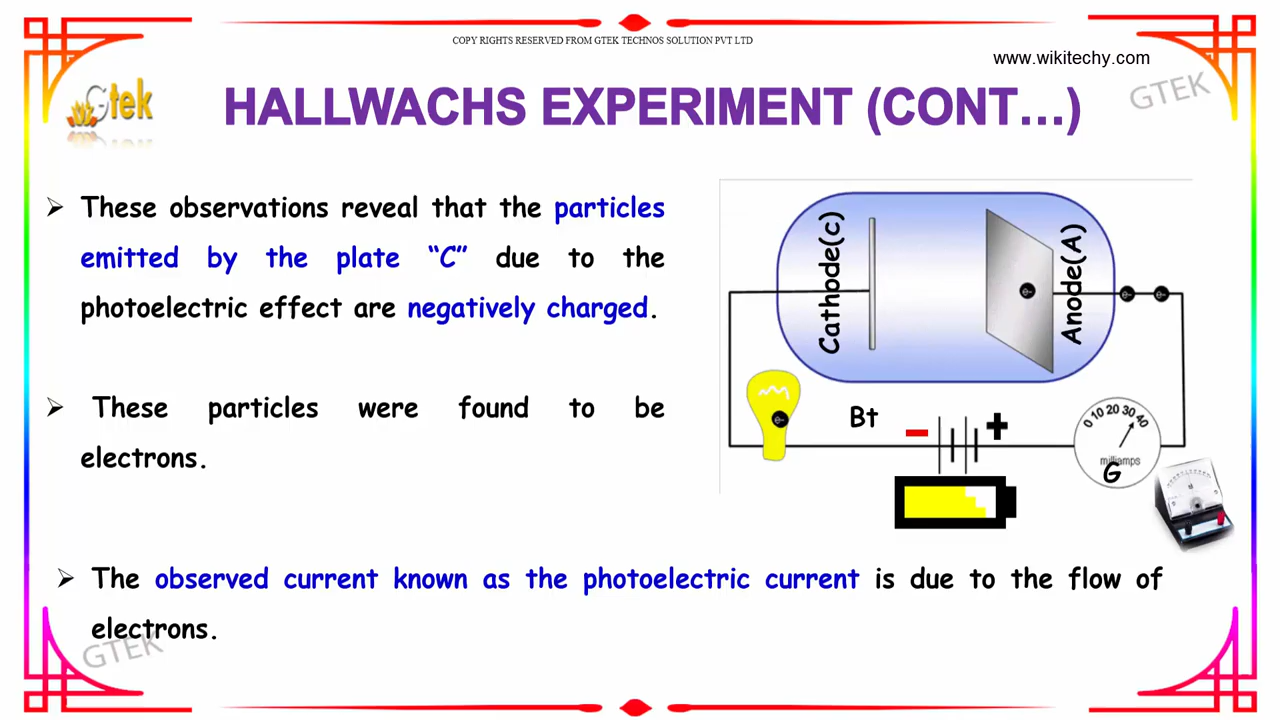 COPY RIGHTS RESERVED FROM GTEK TECHNOS SOLUTION PVT LTD
www.wikitechy.com
Gtek
GTEK
HALLWACHS EXPERIMENT (CONT...)
These observations reveal that the particles
emitted by the plate “C” due to the
photoelectric effect are negatively charged.
These particles were found to be
electrons.
Cathode(c)
Anode(A)
e-
e-
e-
e-
Bt
− +
0 10 20 30 40
milliamps
G
The observed current known as the photoelectric current is due to the flow of
electrons.
GTEK